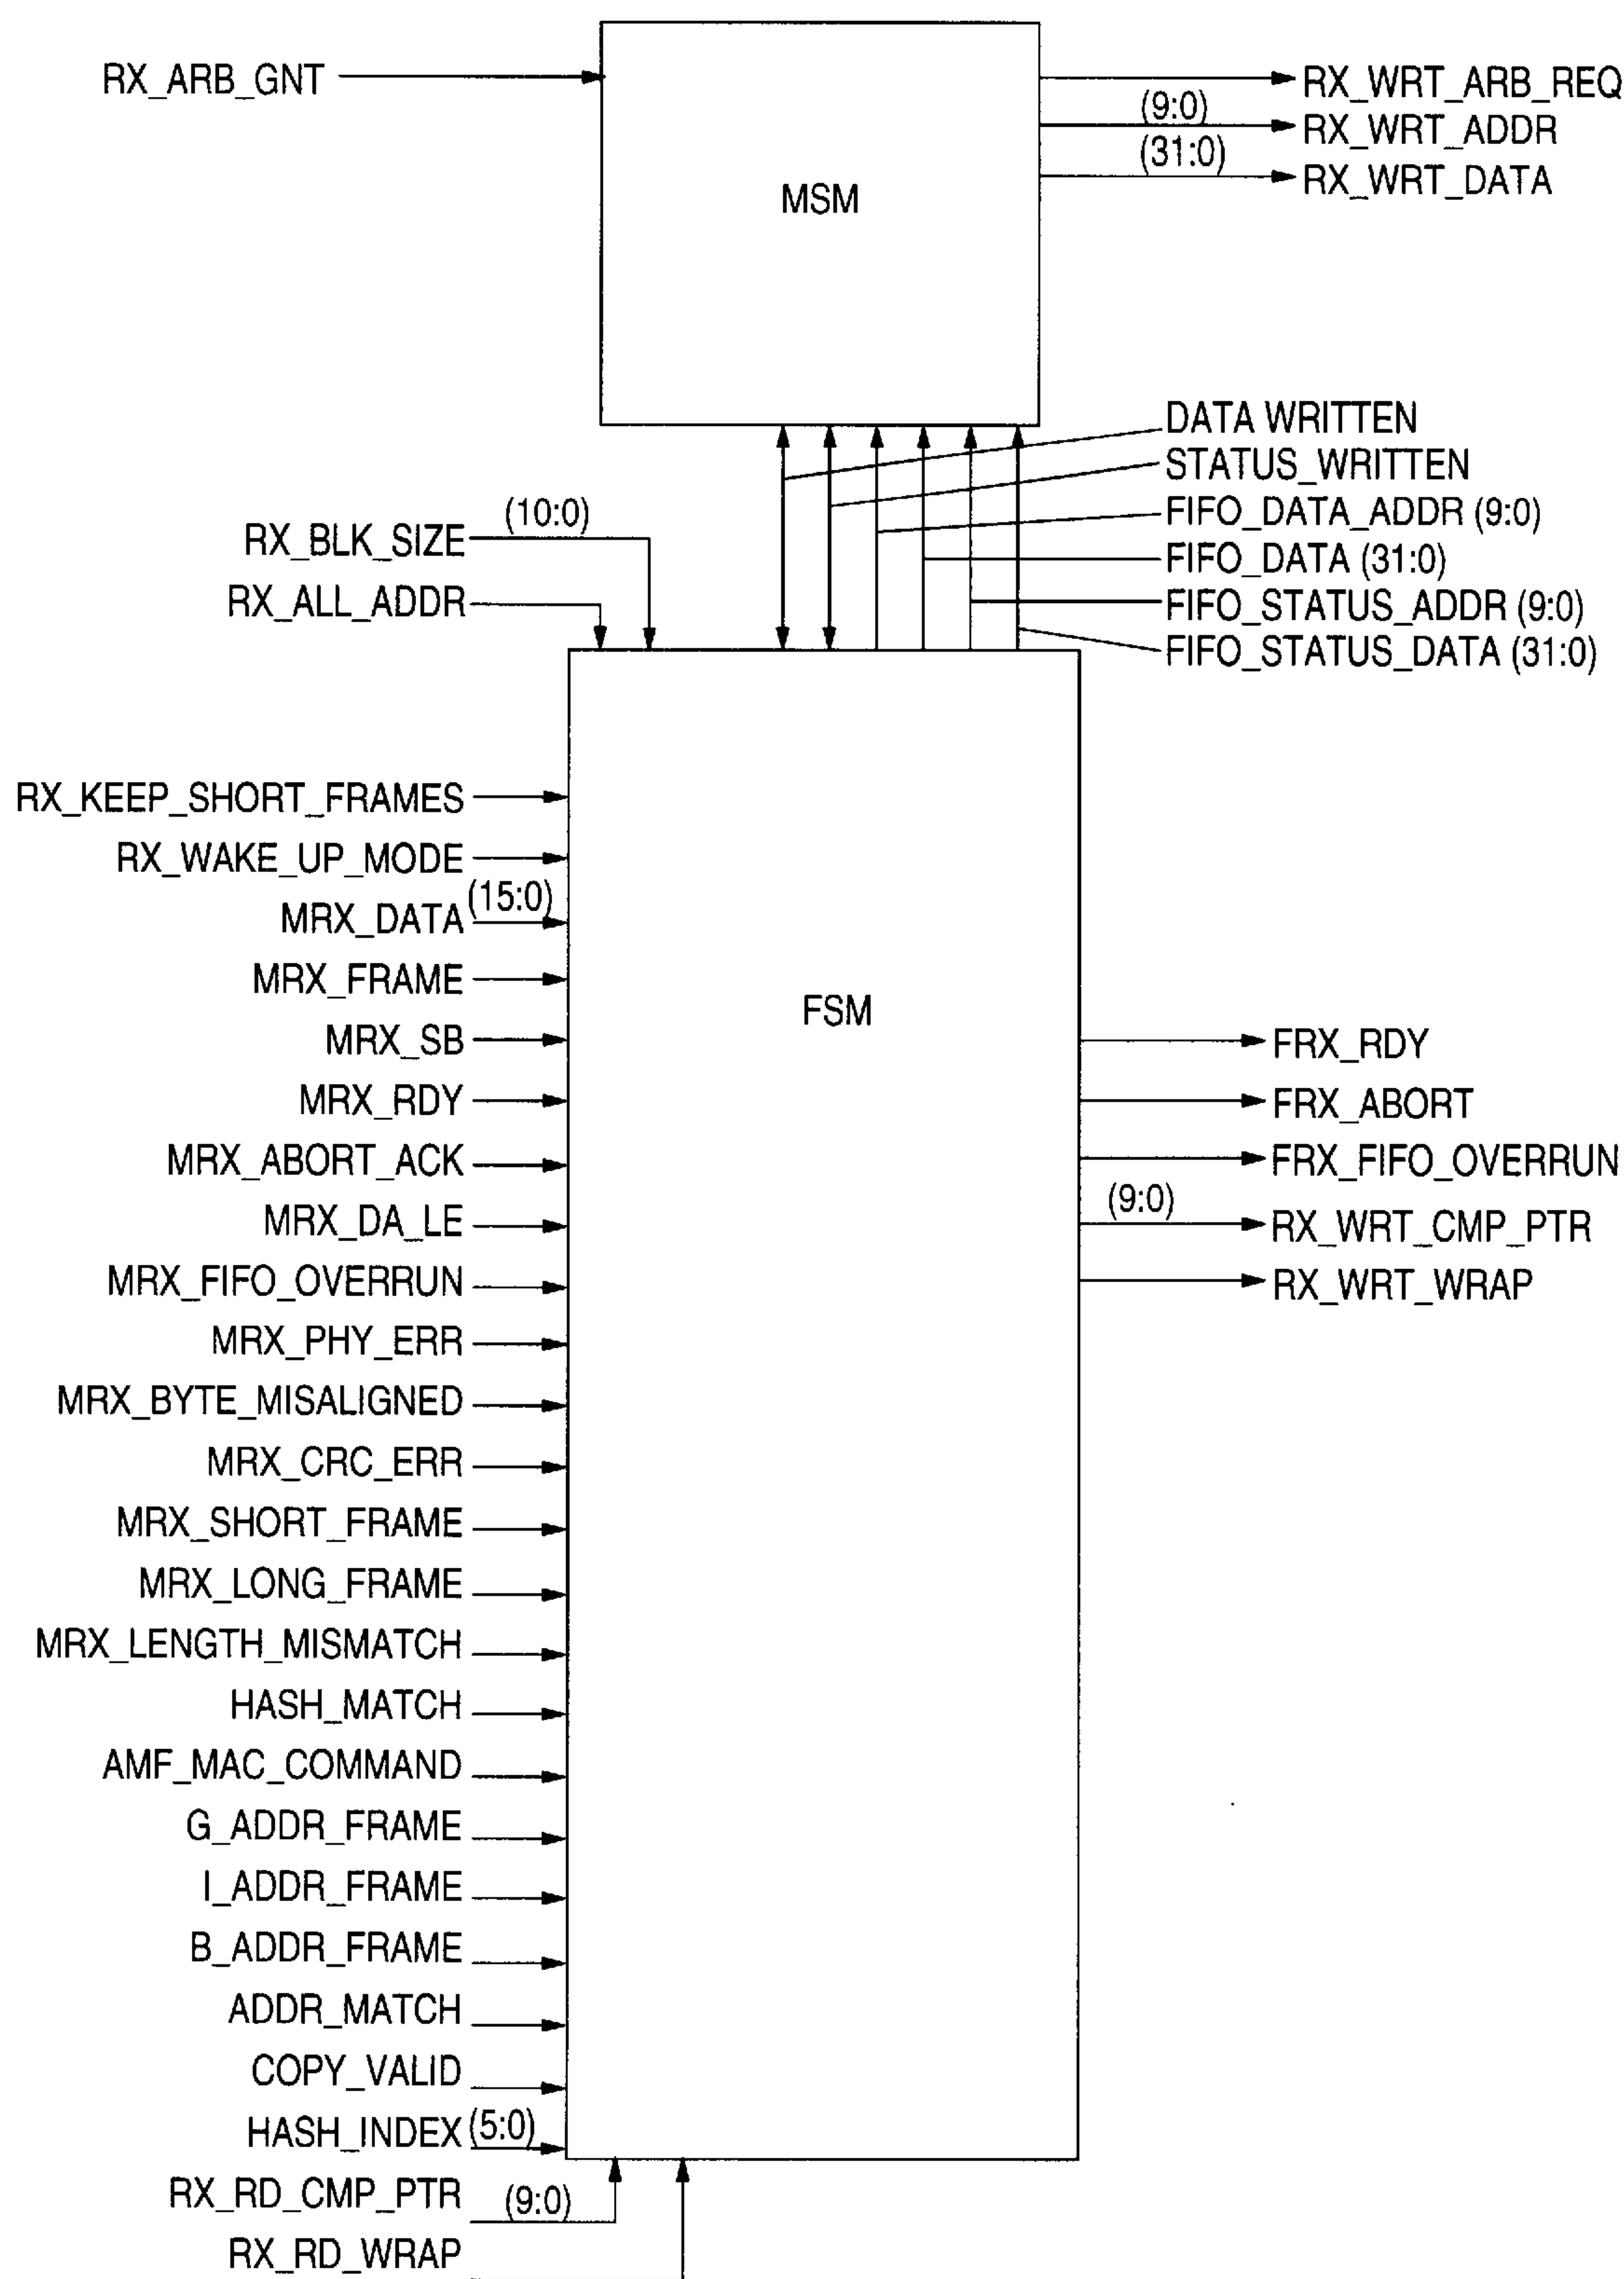 RX_ARB_GNT
RX_WRT_ARB_REQ
(9:0)
RX_WRT_ADDR
(31:0)
RX_WRT_DATA
MSM
DATA WRITTEN
STATUS_WRITTEN
FIFO_DATA_ADDR (9:0)
FIFO_DATA (31:0)
FIFO_STATUS_ADDR (9:0)
FIFO_STATUS_DATA (31:0)
RX_BLK_SIZE (10:0)
RX_ALL_ADDR
RX_KEEP_SHORT_FRAMES
RX_WAKE_UP_MODE
MRX_DATA (15:0)
MRX_FRAME
FSM
MRX_SB
MRX_RDY
MRX_ABORT_ACK
MRX_DA_LE
MRX_FIFO_OVERRUN
MRX_PHY_ERR
MRX_BYTE_MISALIGNED
MRX_CRC_ERR
MRX_SHORT_FRAME
MRX_LONG_FRAME
MRX_LENGTH_MISMATCH
HASH_MATCH
AMF_MAC_COMMAND
G_ADDR_FRAME
I_ADDR_FRAME
B_ADDR_FRAME
ADDR_MATCH
COPY_VALID
HASH_INDEX (5:0)
RX_RD_CMP_PTR (9:0)
RX_RD_WRAP
FRX_RDY
FRX_ABORT
FRX_FIFO_OVERRUN
(9:0)
RX_WRT_CMP_PTR
RX_WRT_WRAP